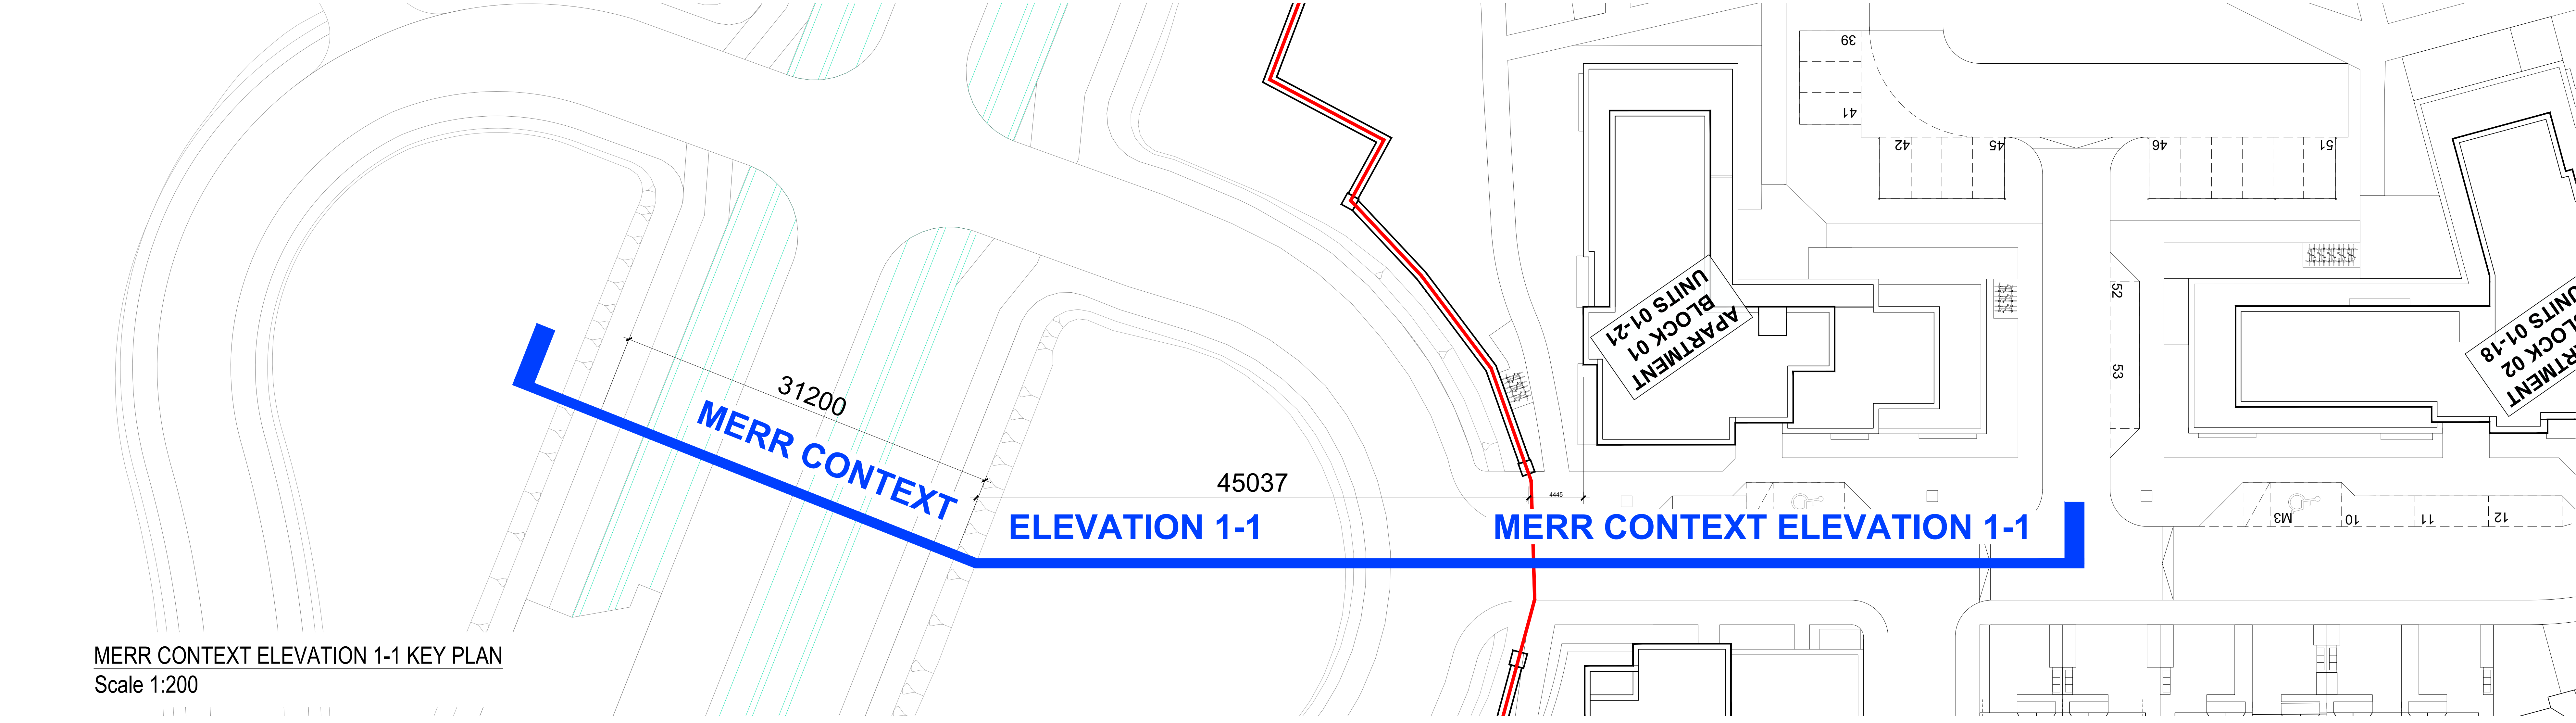 39
41
42
45
46
51
APARTMENT
BLOCK 01
UNITS 01-21
52
53
BLOCK 02
UNITS 01-18
31200
MERR CONTEXT
45037
4445
ELEVATION 1-1
MERR CONTEXT ELEVATION 1-1
M3
10
11
12
MERR CONTEXT ELEVATION 1-1 KEY PLAN
Scale 1:200